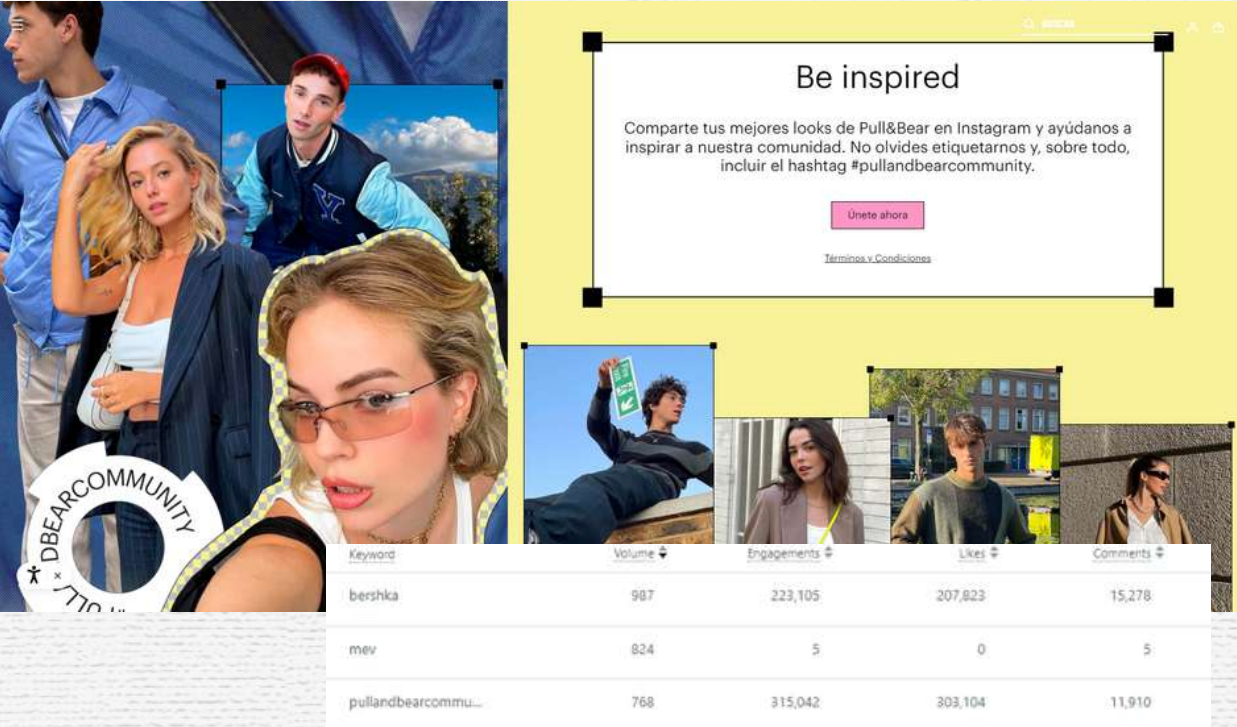 BUSCAR
Be inspired
Comparte tus mejores looks de Pull&Bear en Instagram y ayúdanos a
inspirar a nuestra comunidad. No olvides etiquetarnos y, sobre todo,
incluir el hashtag #pullandbearcommunity.
Únete ahora
Términos y Condiciones
Y
DBEARCOMMUNITY
Keyword Volume Engagements Likes Comments
bershka 987 223,105 207,823 15,278
mev 824 5 0 5
pullandbearcommu... 768 315,042 303,104 11,910